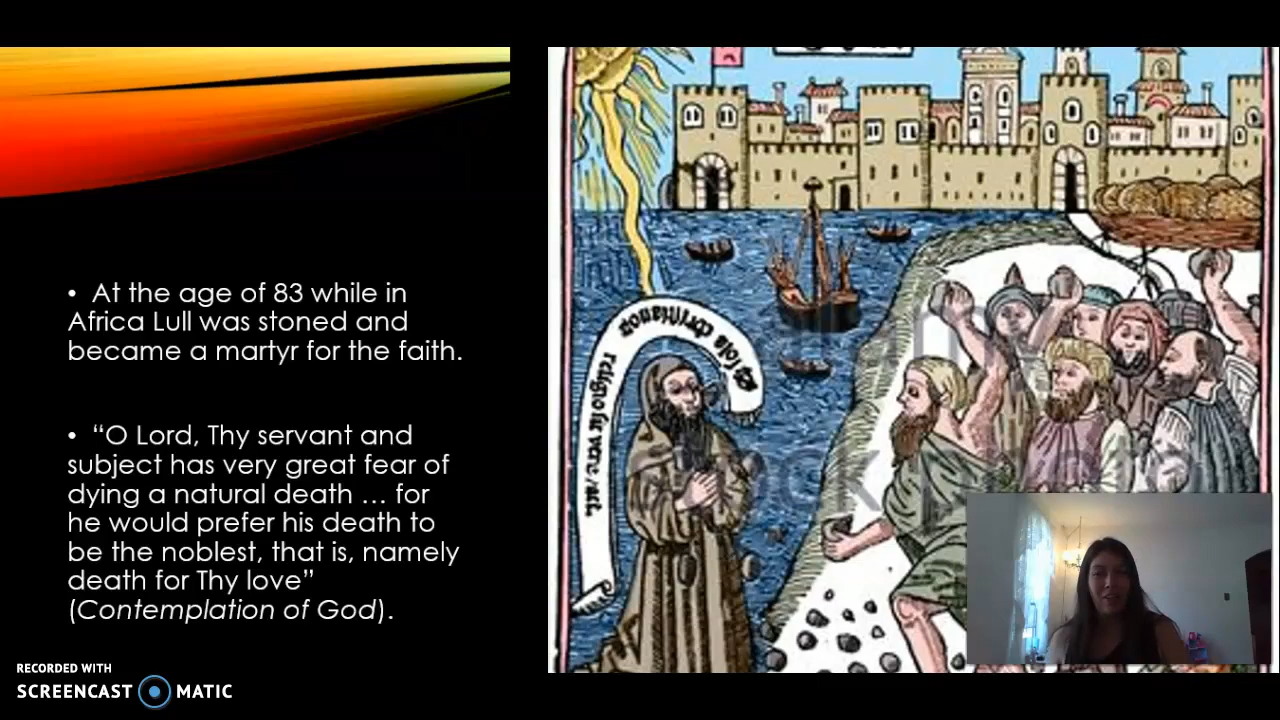 • At the age of 83 while in
Africa Lull was stoned and
became a martyr for the faith.
• “O Lord, Thy servant and
subject has very great fear of
dying a natural death … for
he would prefer his death to
be the noblest, that is, namely
death for Thy love”
(Contemplation of God).
RECORDED WITH
SCREENCAST MATIC
stock